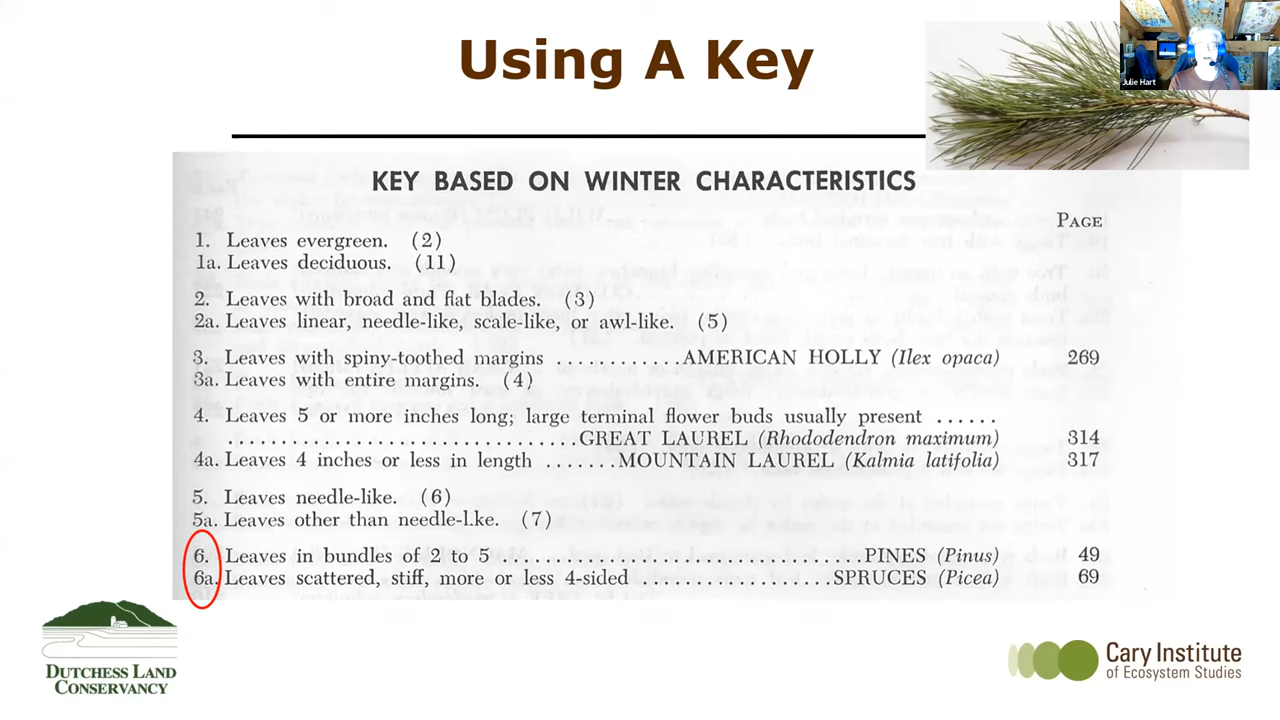 Using A Key
Julie Hart
KEY BASED ON WINTER CHARACTERISTICS
PAGE
1. Leaves evergreen. (2)
1a. Leaves deciduous. (11)
2. Leaves with broad and flat blades. (3)
2a. Leaves linear, needle-like, scale-like, or awl-like. (5)
3. Leaves with spiny-toothed margins ............AMERICAN HOLLY (Ilex opaca) 269
3a. Leaves with entire margins. (4)
4. Leaves 5 or more inches long; large terminal flower buds usually present ......
................................GREAT LAUREL (Rhododendron maximum) 314
4a. Leaves 4 inches or less in length .......MOUNTAIN LAUREL (Kalmia latifolia) 317
5. Leaves needle-like. (6)
5a. Leaves other than needle-l.ke. (7)
6. Leaves in bundles of 2 to 5 ..................................PINES (Pinus) 49
6a. Leaves scattered, stiff, more or less 4-sided ...................SPRUCES (Picea) 69
DUTCHESS LAND
CONSERVANCY
Cary Institute
of Ecosystem Studies